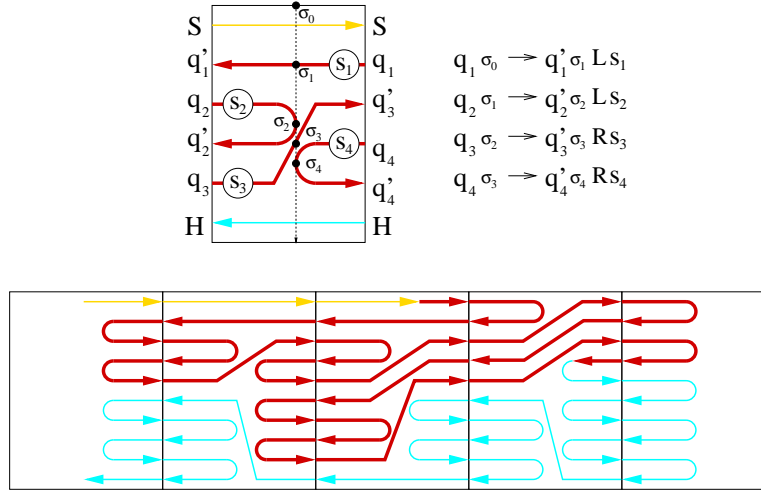 σ₀
S S
q'₁ σ₁ s₁ q₁
q₂ s₂ q'₃
σ₂ σ₃
q'₂ s₄ q₄
σ₄
q₃ s₃ q'₄
H H
q₁ σ₀ → q'₁ σ₁ L s₁
q₂ σ₁ → q'₂ σ₂ L s₂
q₃ σ₂ → q'₃ σ₃ R s₃
q₄ σ₃ → q'₄ σ₄ R s₄